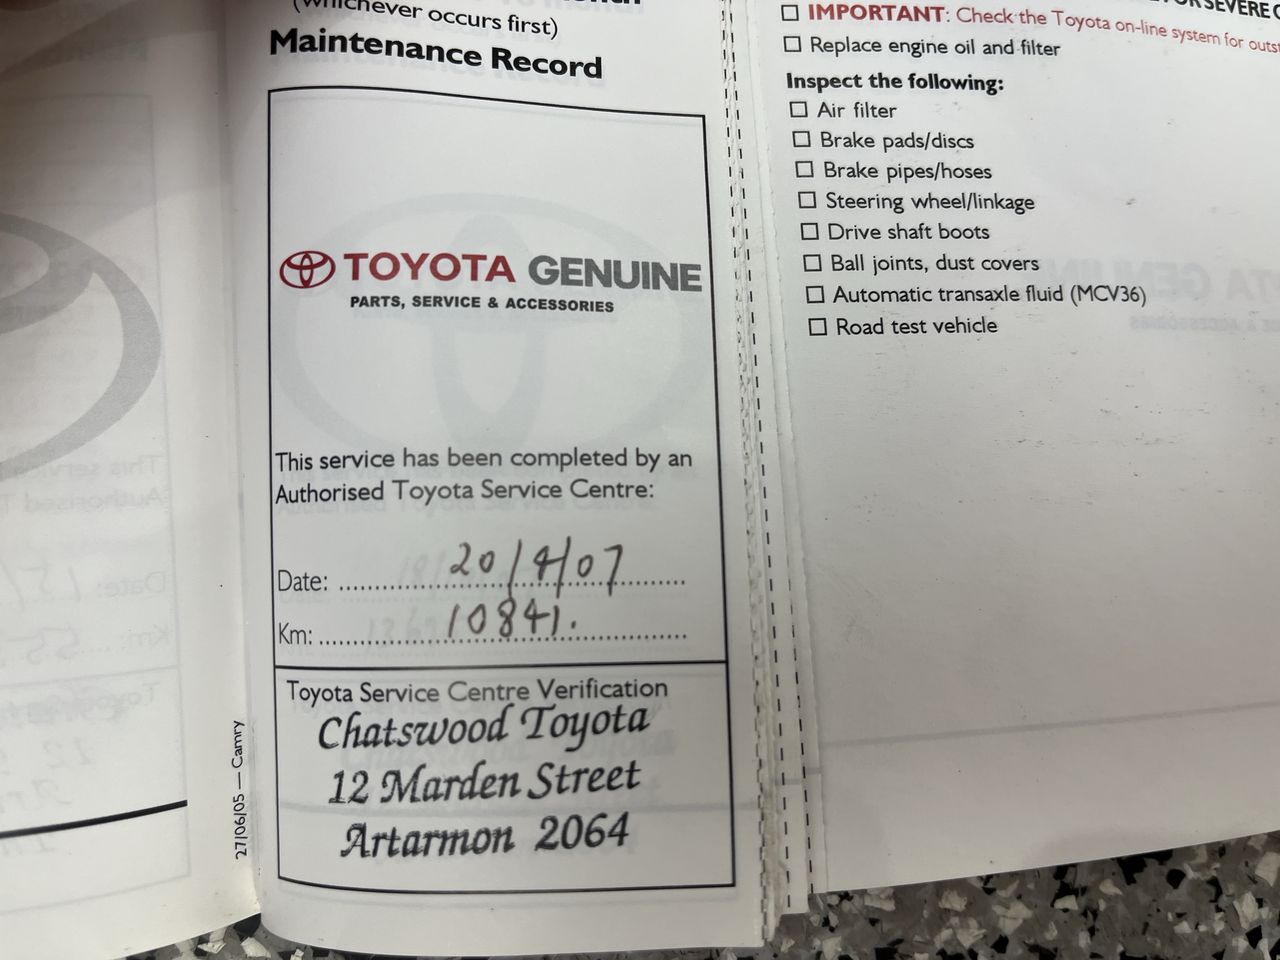 (whichever occurs first)
Maintenance Record
TOYOTA GENUINE
PARTS, SERVICE & ACCESSORIES
This service has been completed by an
Authorised Toyota Service Centre:
Date: 20/4/07
Km: 10841.
Toyota Service Centre Verification
Chatswood Toyota
12 Marden Street
Artarmon 2064
27/06/05 — Camry
SEVERE
☐ IMPORTANT: Check the Toyota on-line system for
☐ Replace engine oil and filter
Inspect the following:
☐ Air filter
☐ Brake pads/discs
☐ Brake pipes/hoses
☐ Steering wheel/linkage
☐ Drive shaft boots
☐ Ball joints, dust covers
☐ Automatic transaxle fluid (MCV36)
☐ Road test vehicle